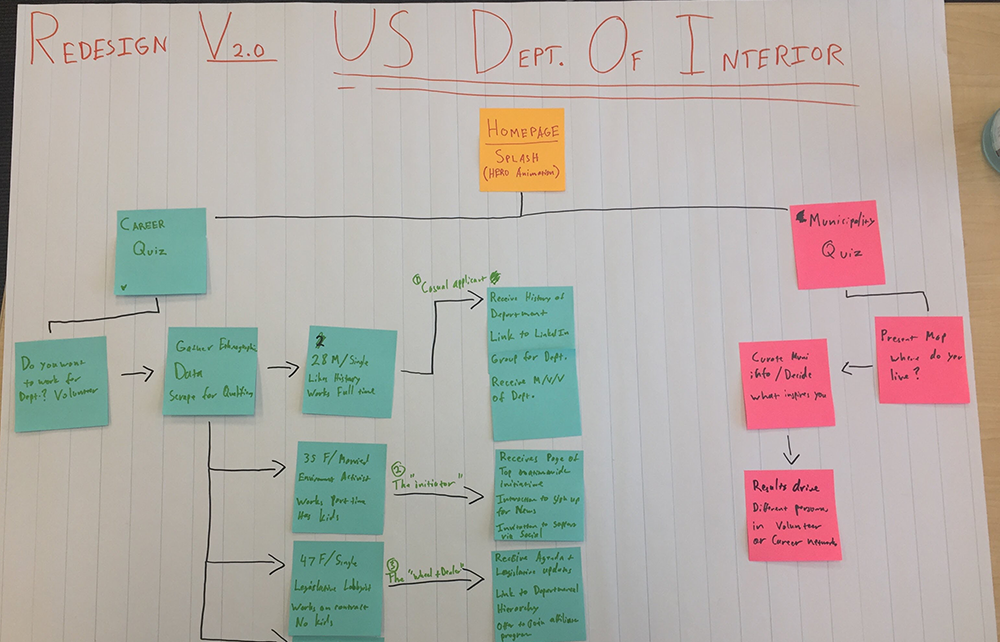 REDESIGN V2.0 US DEPT. OF INTERIOR
HOMEPAGE
SPLASH
(HERO Animation)
CAREER
Quiz
Municipality
Quiz
Do you want
to work for
Dept.? Volunteer
Gather Ethnographic
Data
Scrape for Qualifying
28 M/Single
Likes History
Works Full time
① Casual applicant
Receive History of
Department
Link to LinkedIn
Group for Dept.
Receive M/V/V
of Dept.
Present Map
where do you
live?
Curate Muni
info/Decide
what inspires you
Results drive
Different personas
in Volunteer
or Career networks
35 F/Married
Environment Activist
Works Part time
Has kids
②
The "initiator"
Receives Page of
Top nationwide
Initiatives
Interaction to sign up
for News
Invitation to
via Social
47 F/Single
Legislative Lobbyist
Works on contract
No kids
③
The "wheel + Dealer"
Receive Agenda +
Legislative updates
Link to Departmental
Hierarchy
Offer to Join affiliate
program